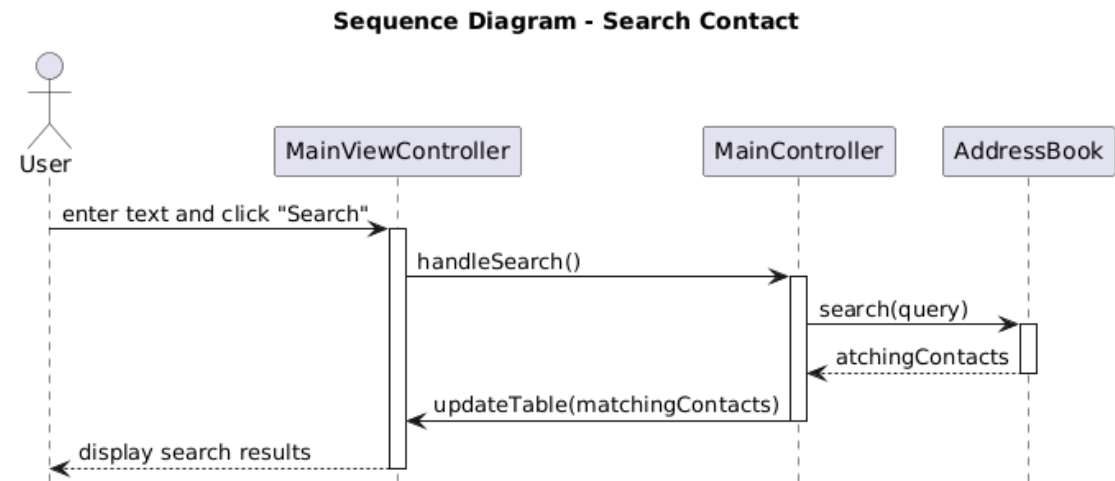 Sequence Diagram - Search Contact
User
MainViewController
MainController
AddressBook
enter text and click "Search"
handleSearch()
search(query)
atchingContacts
updateTable(matchingContacts)
display search results